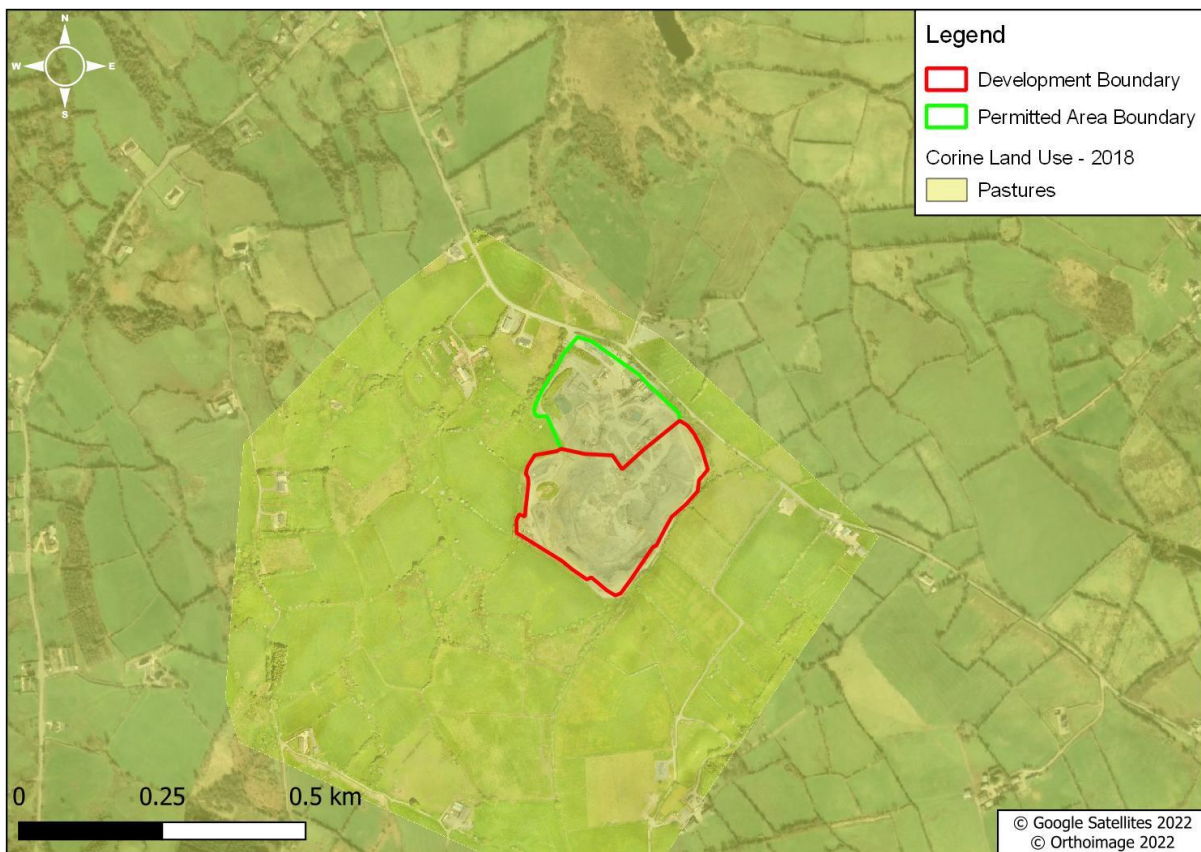 N
W E
S
Legend
Development Boundary
Permitted Area Boundary
Corine Land Use - 2018
Pastures
0 0.25 0.5 km
© Google Satellites 2022
© Orthoimage 2022